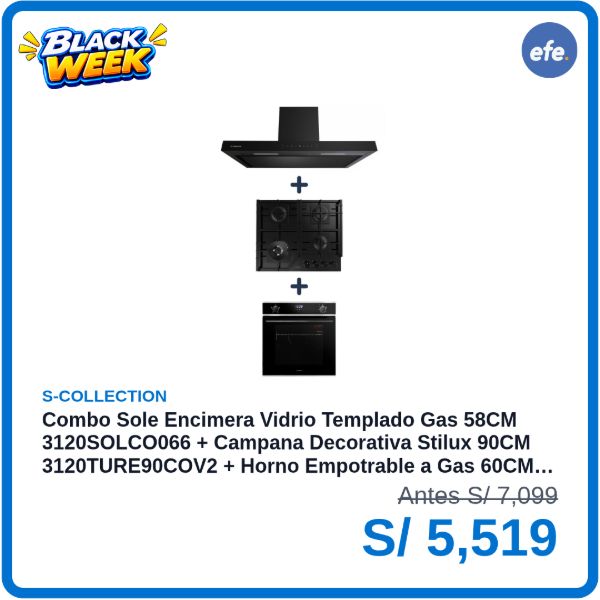 BLACK
WEEK
efe.
+
+
S-COLLECTION
Combo Sole Encimera Vidrio Templado Gas 58CM
3120SOLCO066 + Campana Decorativa Stilux 90CM
3120TURE90COV2 + Horno Empotrable a Gas 60CM...
Antes S/ 7,099
S/ 5,519